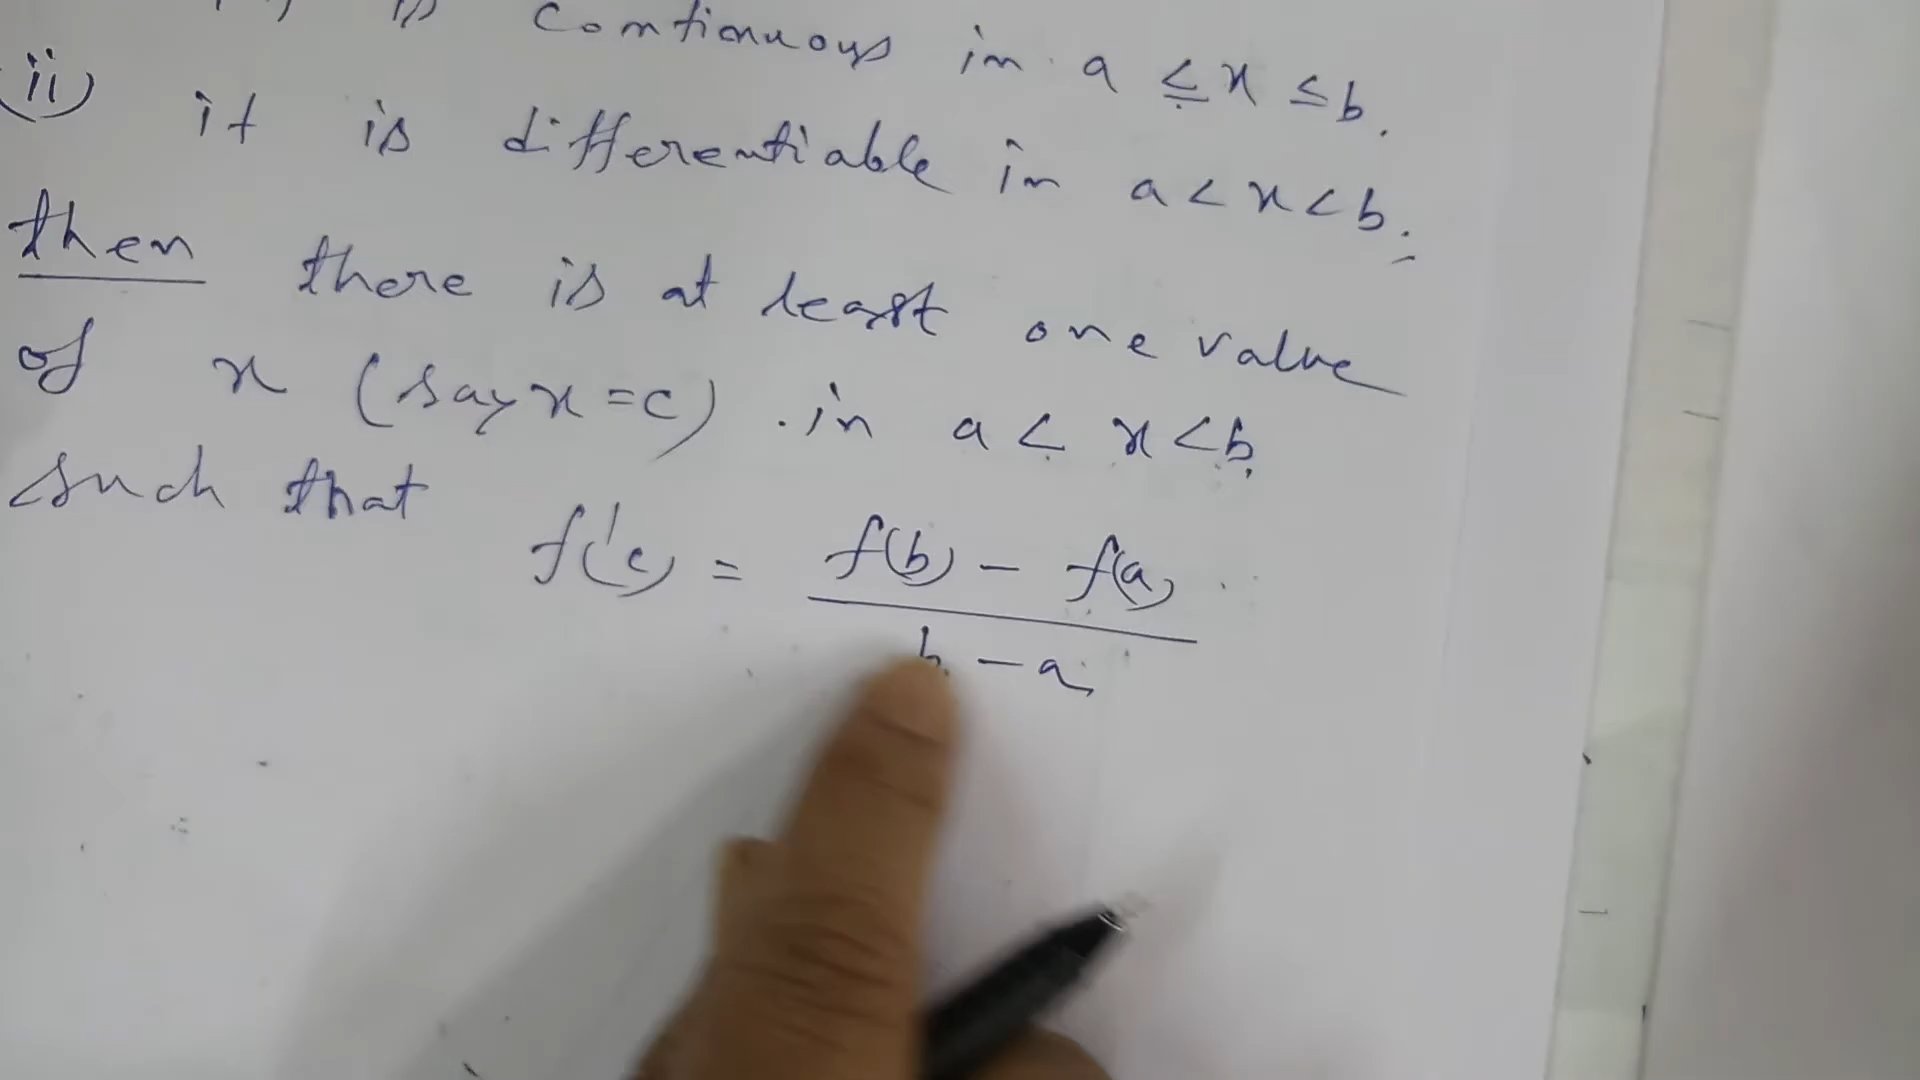 is continuous in a ≤ x ≤ b.
(ii) it is differentiable in a < x < b.
then there is at least one value
of x (say x = c) in a < x < b
such that f'(c) = f(b) - f(a)
b - a